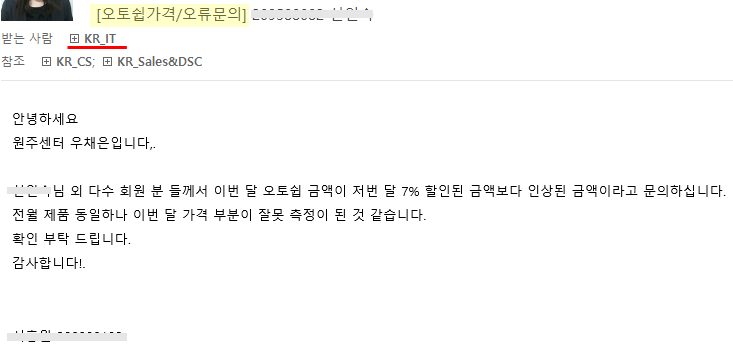 [오토쉽가격/오류문의]
받는 사람 KR_IT
참조 KR_CS; KR_Sales&DSC
안녕하세요
원주센터 우채은입니다,.
님 외 다수 회원 분 들께서 이번 달 오토쉽 금액이 저번 달 7% 할인된 금액보다 인상된 금액이라고 문의하십니다.
전월 제품 동일하나 이번 달 가격 부분이 잘못 측정이 된 것 같습니다.
확인 부탁 드립니다.
감사합니다!.